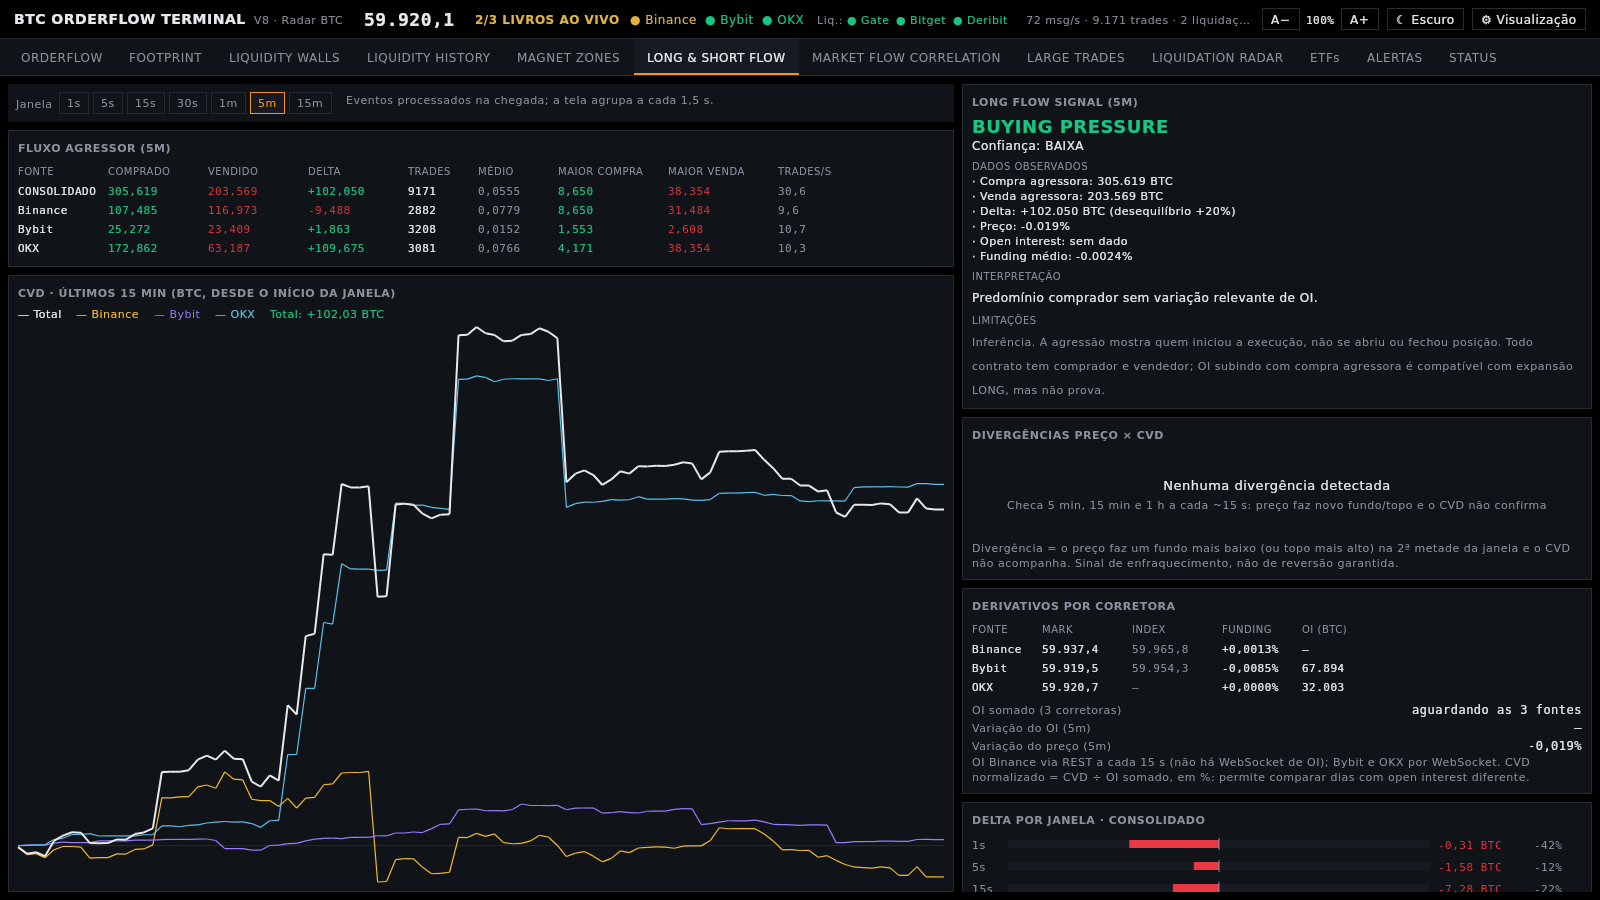 BTC ORDERFLOW TERMINAL V8 · Radar BTC 59.920,1 2/3 LIVROS AO VIVO ● Binance ● Bybit ● OKX Liq.: ● Gate ● Bitget ● Deribit 72 msg/s · 9.171 trades · 2 liquidaç… A− 100% A+ ☾ Escuro ⚙ Visualização
ORDERFLOW FOOTPRINT LIQUIDITY WALLS LIQUIDITY HISTORY MAGNET ZONES LONG & SHORT FLOW MARKET FLOW CORRELATION LARGE TRADES LIQUIDATION RADAR ETFs ALERTAS STATUS
Janela 1s 5s 15s 30s 1m 5m 15m Eventos processados na chegada; a tela agrupa a cada 1,5 s.
FLUXO AGRESSOR (5M)
FONTE COMPRADO VENDIDO DELTA TRADES MÉDIO MAIOR COMPRA MAIOR VENDA TRADES/S
CONSOLIDADO 305,619 203,569 +102,050 9171 0,0555 8,650 38,354 30,6
Binance 107,485 116,973 -9,488 2882 0,0779 8,650 31,484 9,6
Bybit 25,272 23,409 +1,863 3208 0,0152 1,553 2,608 10,7
OKX 172,862 63,187 +109,675 3081 0,0766 4,171 38,354 10,3
CVD · ÚLTIMOS 15 MIN (BTC, DESDE O INÍCIO DA JANELA)
— Total — Binance — Bybit — OKX Total: +102,03 BTC
LONG FLOW SIGNAL (5M)
BUYING PRESSURE
Confiança: BAIXA
DADOS OBSERVADOS
· Compra agressora: 305.619 BTC
· Venda agressora: 203.569 BTC
· Delta: +102.050 BTC (desequilíbrio +20%)
· Preço: -0.019%
· Open interest: sem dado
· Funding médio: -0.0024%
INTERPRETAÇÃO
Predomínio comprador sem variação relevante de OI.
LIMITAÇÕES
Inferência. A agressão mostra quem iniciou a execução, não se abriu ou fechou posição. Todo
contrato tem comprador e vendedor; OI subindo com compra agressora é compatível com expansão
LONG, mas não prova.
DIVERGÊNCIAS PREÇO × CVD
Nenhuma divergência detectada
Checa 5 min, 15 min e 1 h a cada ~15 s: preço faz novo fundo/topo e o CVD não confirma
Divergência = o preço faz um fundo mais baixo (ou topo mais alto) na 2ª metade da janela e o CVD
não acompanha. Sinal de enfraquecimento, não de reversão garantida.
DERIVATIVOS POR CORRETORA
FONTE MARK INDEX FUNDING OI (BTC)
Binance 59.937,4 59.965,8 +0,0013% —
Bybit 59.919,5 59.954,3 -0,0085% 67.894
OKX 59.920,7 — +0,0000% 32.003
OI somado (3 corretoras) aguardando as 3 fontes
Variação do OI (5m) —
Variação do preço (5m) -0,019%
OI Binance via REST a cada 15 s (não há WebSocket de OI); Bybit e OKX por WebSocket. CVD
normalizado = CVD ÷ OI somado, em %: permite comparar dias com open interest diferente.
DELTA POR JANELA · CONSOLIDADO
1s -0,31 BTC -42%
5s -1,58 BTC -12%
15s -7,28 BTC -22%